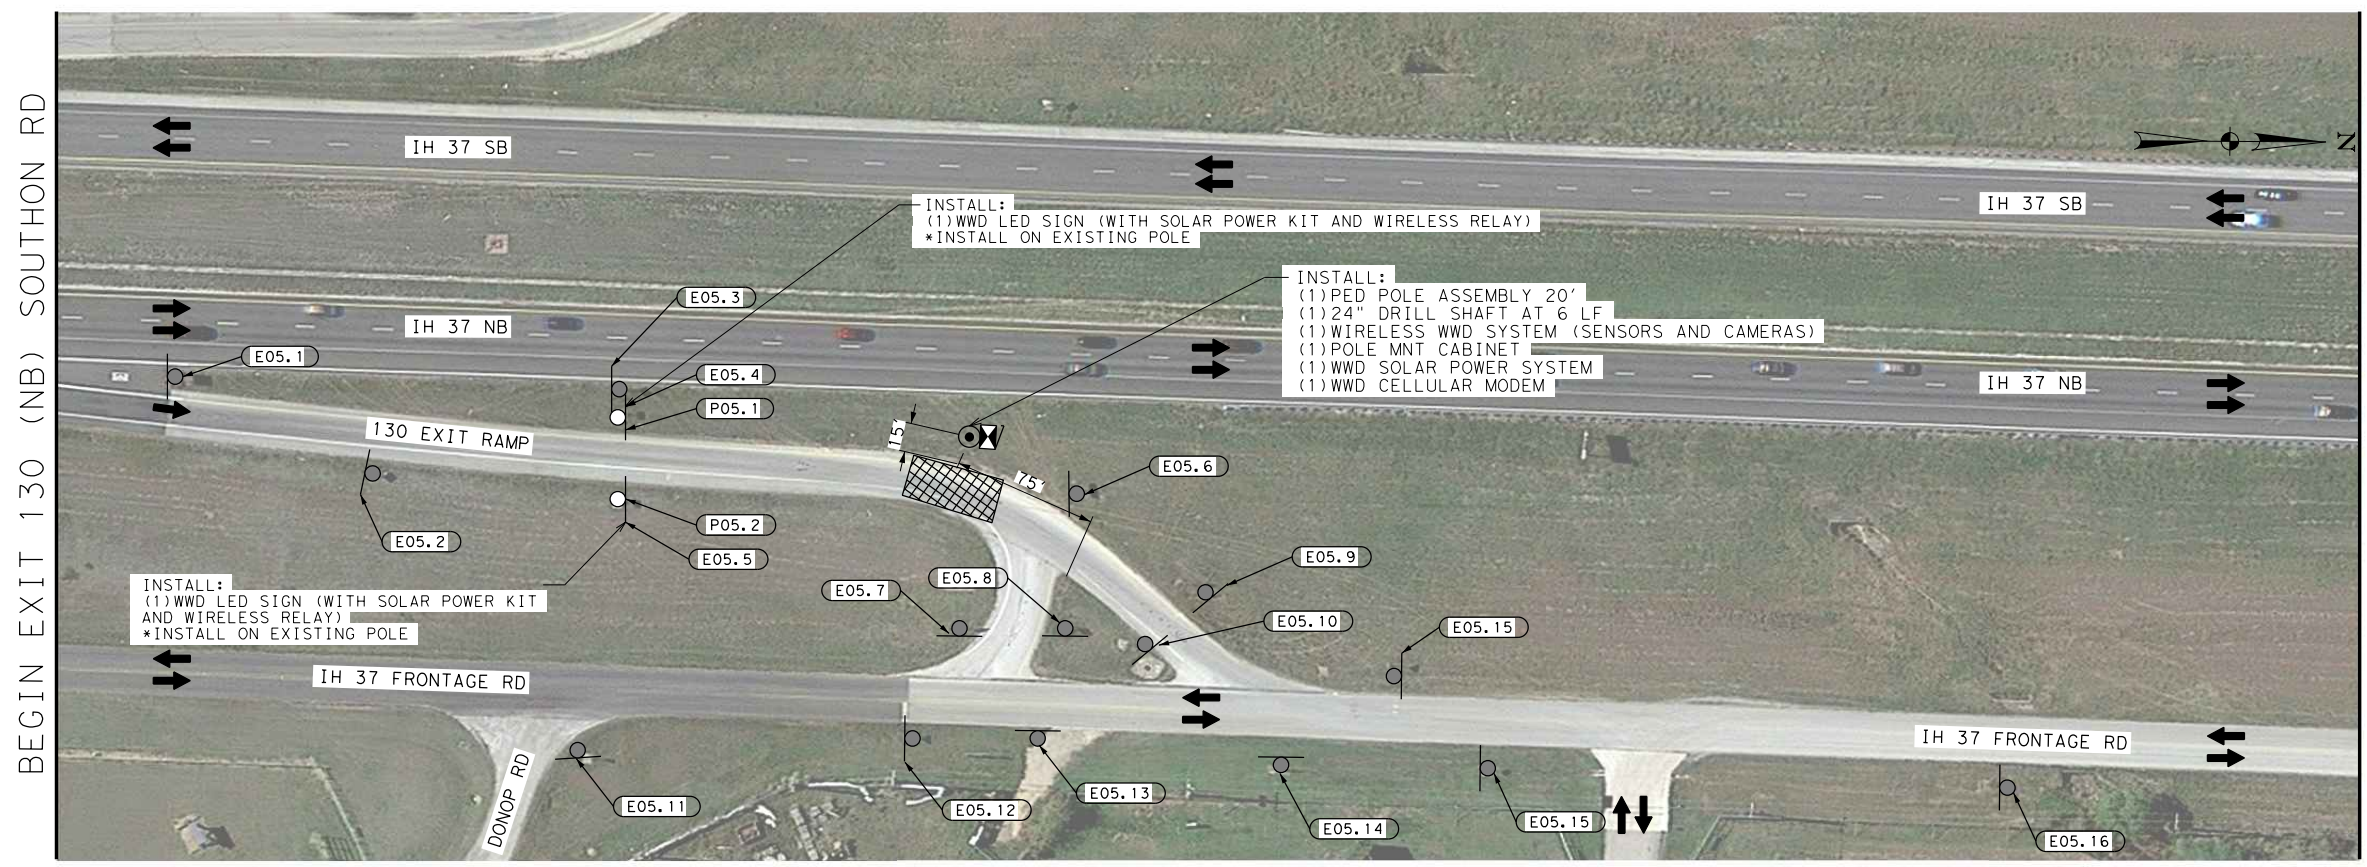 BEGIN EXIT 130 (NB) SOUTHON RD
IH 37 SB
IH 37 SB
N
INSTALL:
(1)WWD LED SIGN (WITH SOLAR POWER KIT AND WIRELESS RELAY)
*INSTALL ON EXISTING POLE
INSTALL:
(1)PED POLE ASSEMBLY 20'
(1)24" DRILL SHAFT AT 6 LF
(1)WIRELESS WWD SYSTEM (SENSORS AND CAMERAS)
(1)POLE MNT CABINET
(1)WWD SOLAR POWER SYSTEM
(1)WWD CELLULAR MODEM
E05.3
IH 37 NB
E05.1
E05.4
IH 37 NB
P05.1
130 EXIT RAMP
15'
75'
E05.6
E05.2
P05.2
E05.5
E05.9
E05.8
E05.7
INSTALL:
(1)WWD LED SIGN (WITH SOLAR POWER KIT
AND WIRELESS RELAY)
*INSTALL ON EXISTING POLE
E05.10
E05.15
IH 37 FRONTAGE RD
IH 37 FRONTAGE RD
DONOP RD
E05.11
E05.12
E05.13
E05.14
E05.15
E05.16